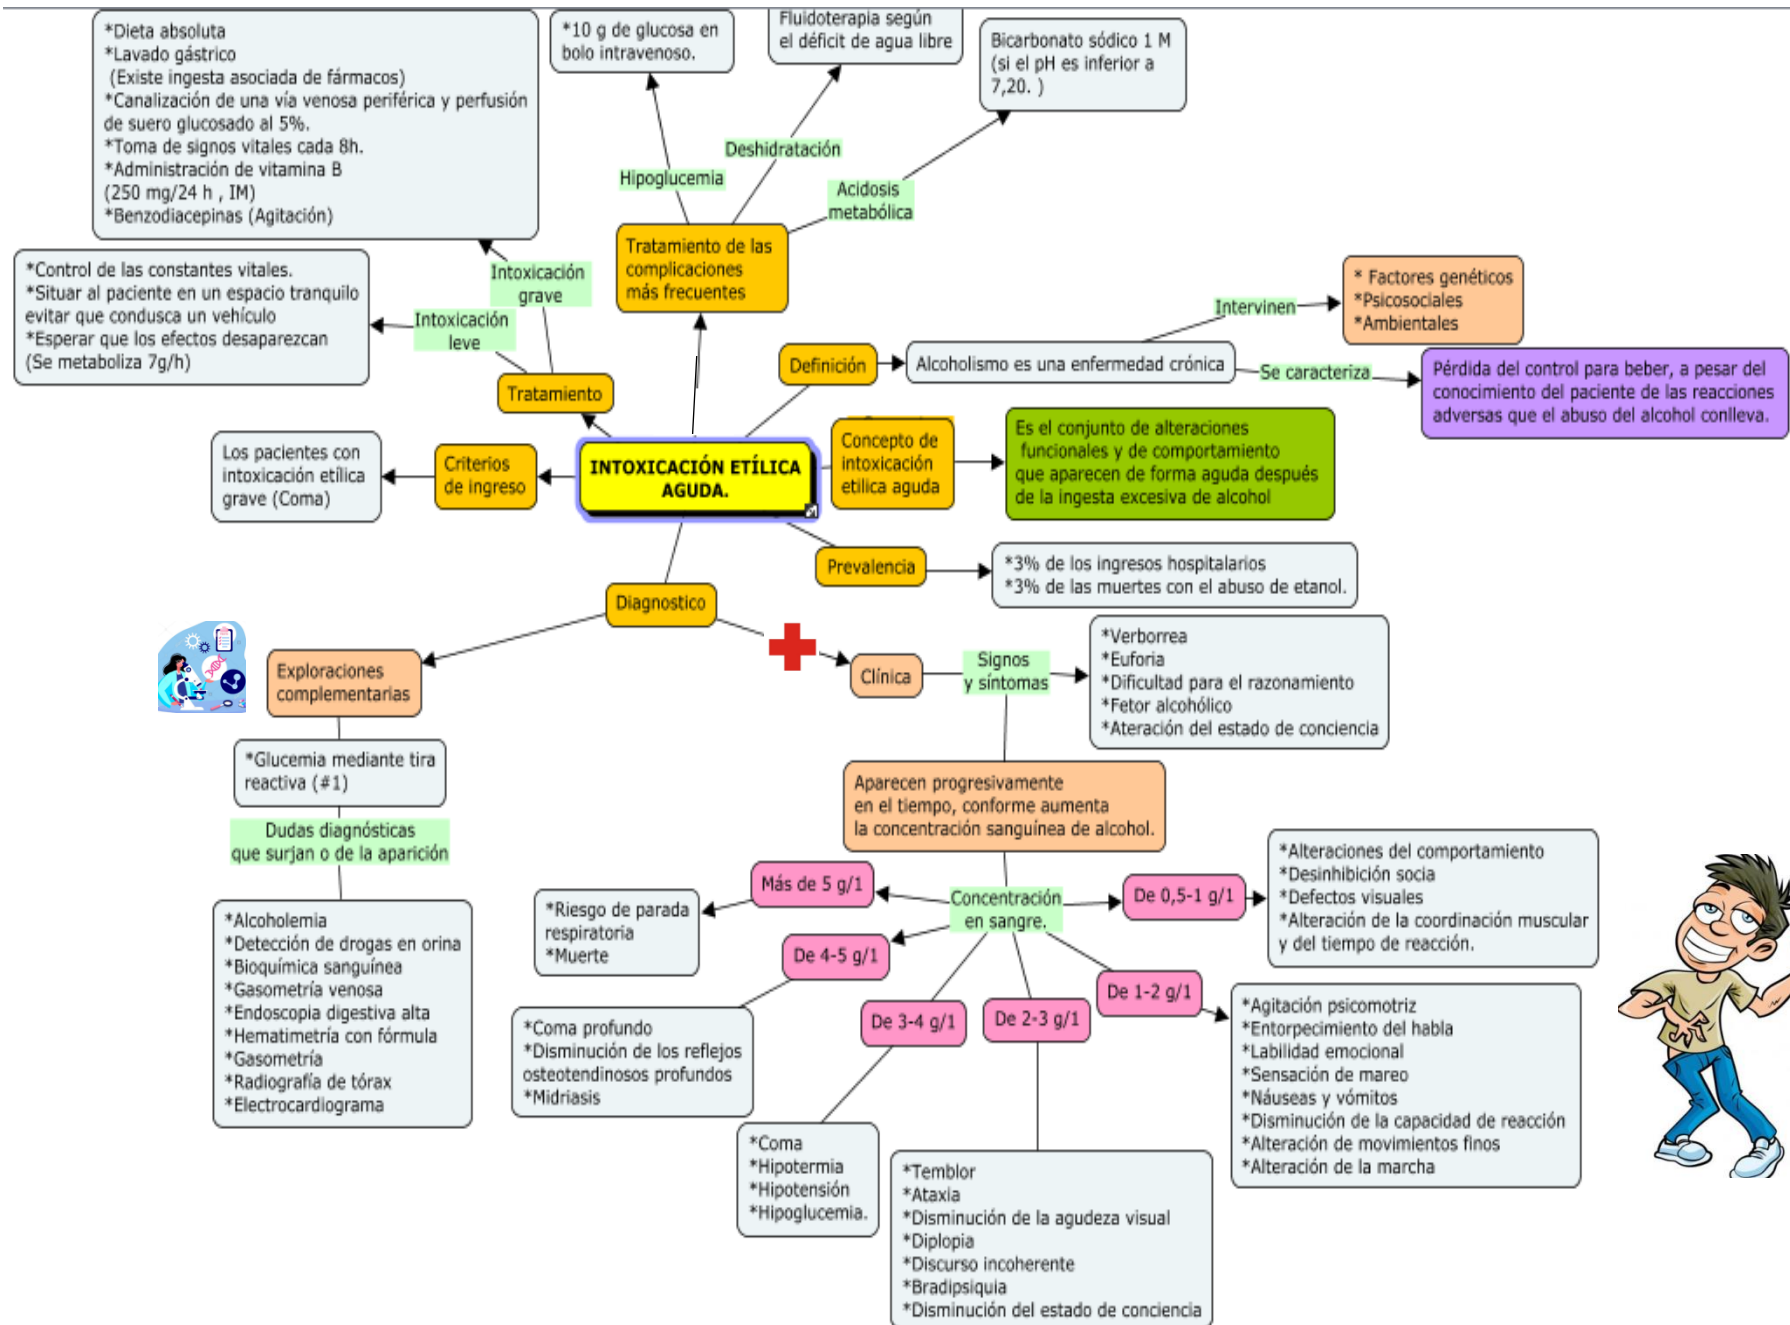 *Dieta absoluta
*Lavado gástrico
(Existe ingesta asociada de fármacos)
*Canalización de una vía venosa periférica y perfusión
de suero glucosado al 5%.
*Toma de signos vitales cada 8h.
*Administración de vitamina B
(250 mg/24 h , IM)
*Benzodiacepinas (Agitación)
*10 g de glucosa en
bolo intravenoso.
Fluidoterapia según
el déficit de agua libre
Bicarbonato sódico 1 M
(si el pH es inferior a
7,20. )
Hipoglucemia
Deshidratación
Acidosis
metabólica
Tratamiento de las
complicaciones
más frecuentes
*Control de las constantes vitales.
*Situar al paciente en un espacio tranquilo
evitar que condusca un vehículo
*Esperar que los efectos desaparezcan
(Se metaboliza 7g/h)
Intoxicación
grave
Intoxicación
leve
Tratamiento
Definición
Alcoholismo es una enfermedad crónica
Intervinen
* Factores genéticos
*Psicosociales
*Ambientales
Se caracteriza
Pérdida del control para beber, a pesar del
conocimiento del paciente de las reacciones
adversas que el abuso del alcohol conlleva.
Los pacientes con
intoxicación etílica
grave (Coma)
Criterios
de ingreso
INTOXICACIÓN ETÍLICA
AGUDA.
Concepto de
intoxicación
etilica aguda
Es el conjunto de alteraciones
funcionales y de comportamiento
que aparecen de forma aguda después
de la ingesta excesiva de alcohol
Prevalencia
*3% de los ingresos hospitalarios
*3% de las muertes con el abuso de etanol.
Diagnostico
Exploraciones
complementarias
Clínica
Signos
y síntomas
*Verborrea
*Euforia
*Dificultad para el razonamiento
*Fetor alcohólico
*Ateración del estado de conciencia
*Glucemia mediante tira
reactiva (#1)
Dudas diagnósticas
que surjan o de la aparición
*Alcoholemia
*Detección de drogas en orina
*Bioquímica sanguínea
*Gasometría venosa
*Endoscopia digestiva alta
*Hematimetría con fórmula
*Gasometría
*Radiografía de tórax
*Electrocardiograma
Aparecen progresivamente
en el tiempo, conforme aumenta
la concentración sanguínea de alcohol.
Concentración
en sangre.
Más de 5 g/1
*Riesgo de parada
respiratoria
*Muerte
De 4-5 g/1
*Coma profundo
*Disminución de los reflejos
osteotendinosos profundos
*Midriasis
De 3-4 g/1
*Coma
*Hipotermia
*Hipotensión
*Hipoglucemia.
De 2-3 g/1
*Temblor
*Ataxia
*Disminución de la agudeza visual
*Diplopia
*Discurso incoherente
*Bradipsiquia
*Disminución del estado de conciencia
De 1-2 g/1
*Agitación psicomotriz
*Entorpecimiento del habla
*Labilidad emocional
*Sensación de mareo
*Náuseas y vómitos
*Disminución de la capacidad de reacción
*Alteración de movimientos finos
*Alteración de la marcha
De 0,5-1 g/1
*Alteraciones del comportamiento
*Desinhibición socia
*Defectos visuales
*Alteración de la coordinación muscular
y del tiempo de reacción.